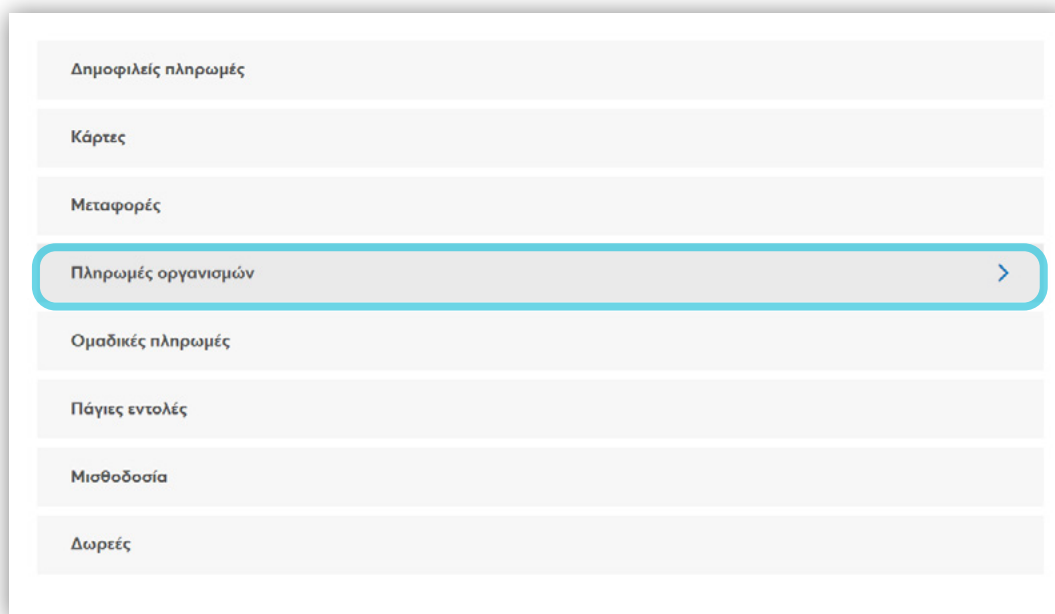 Δημοφιλείς πληρωμές
Κάρτες
Μεταφορές
Πληρωμές οργανισμών
Ομαδικές πληρωμές
Πάγιες εντολές
Μισθοδοσία
Δωρεές